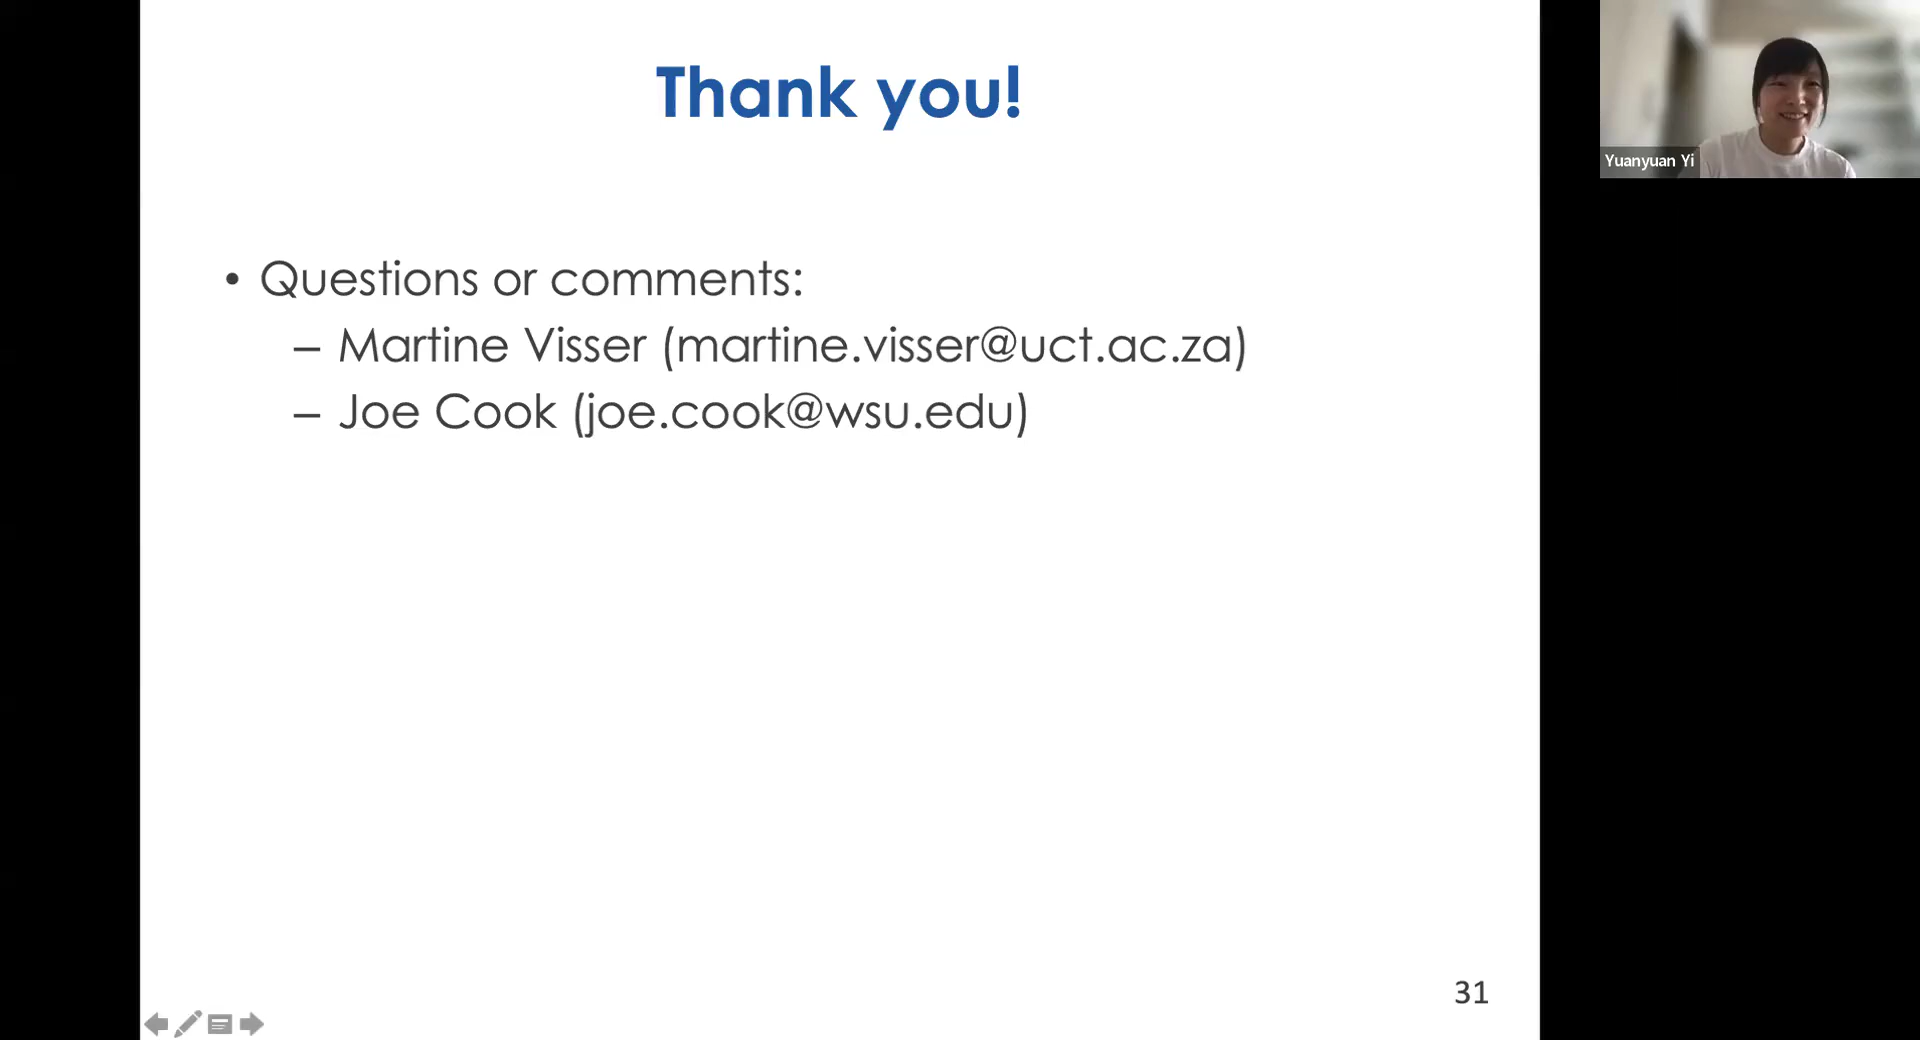 Thank you!
Yuanyuan Yi
• Questions or comments:
– Martine Visser (martine.visser@uct.ac.za)
– Joe Cook (joe.cook@wsu.edu)
31